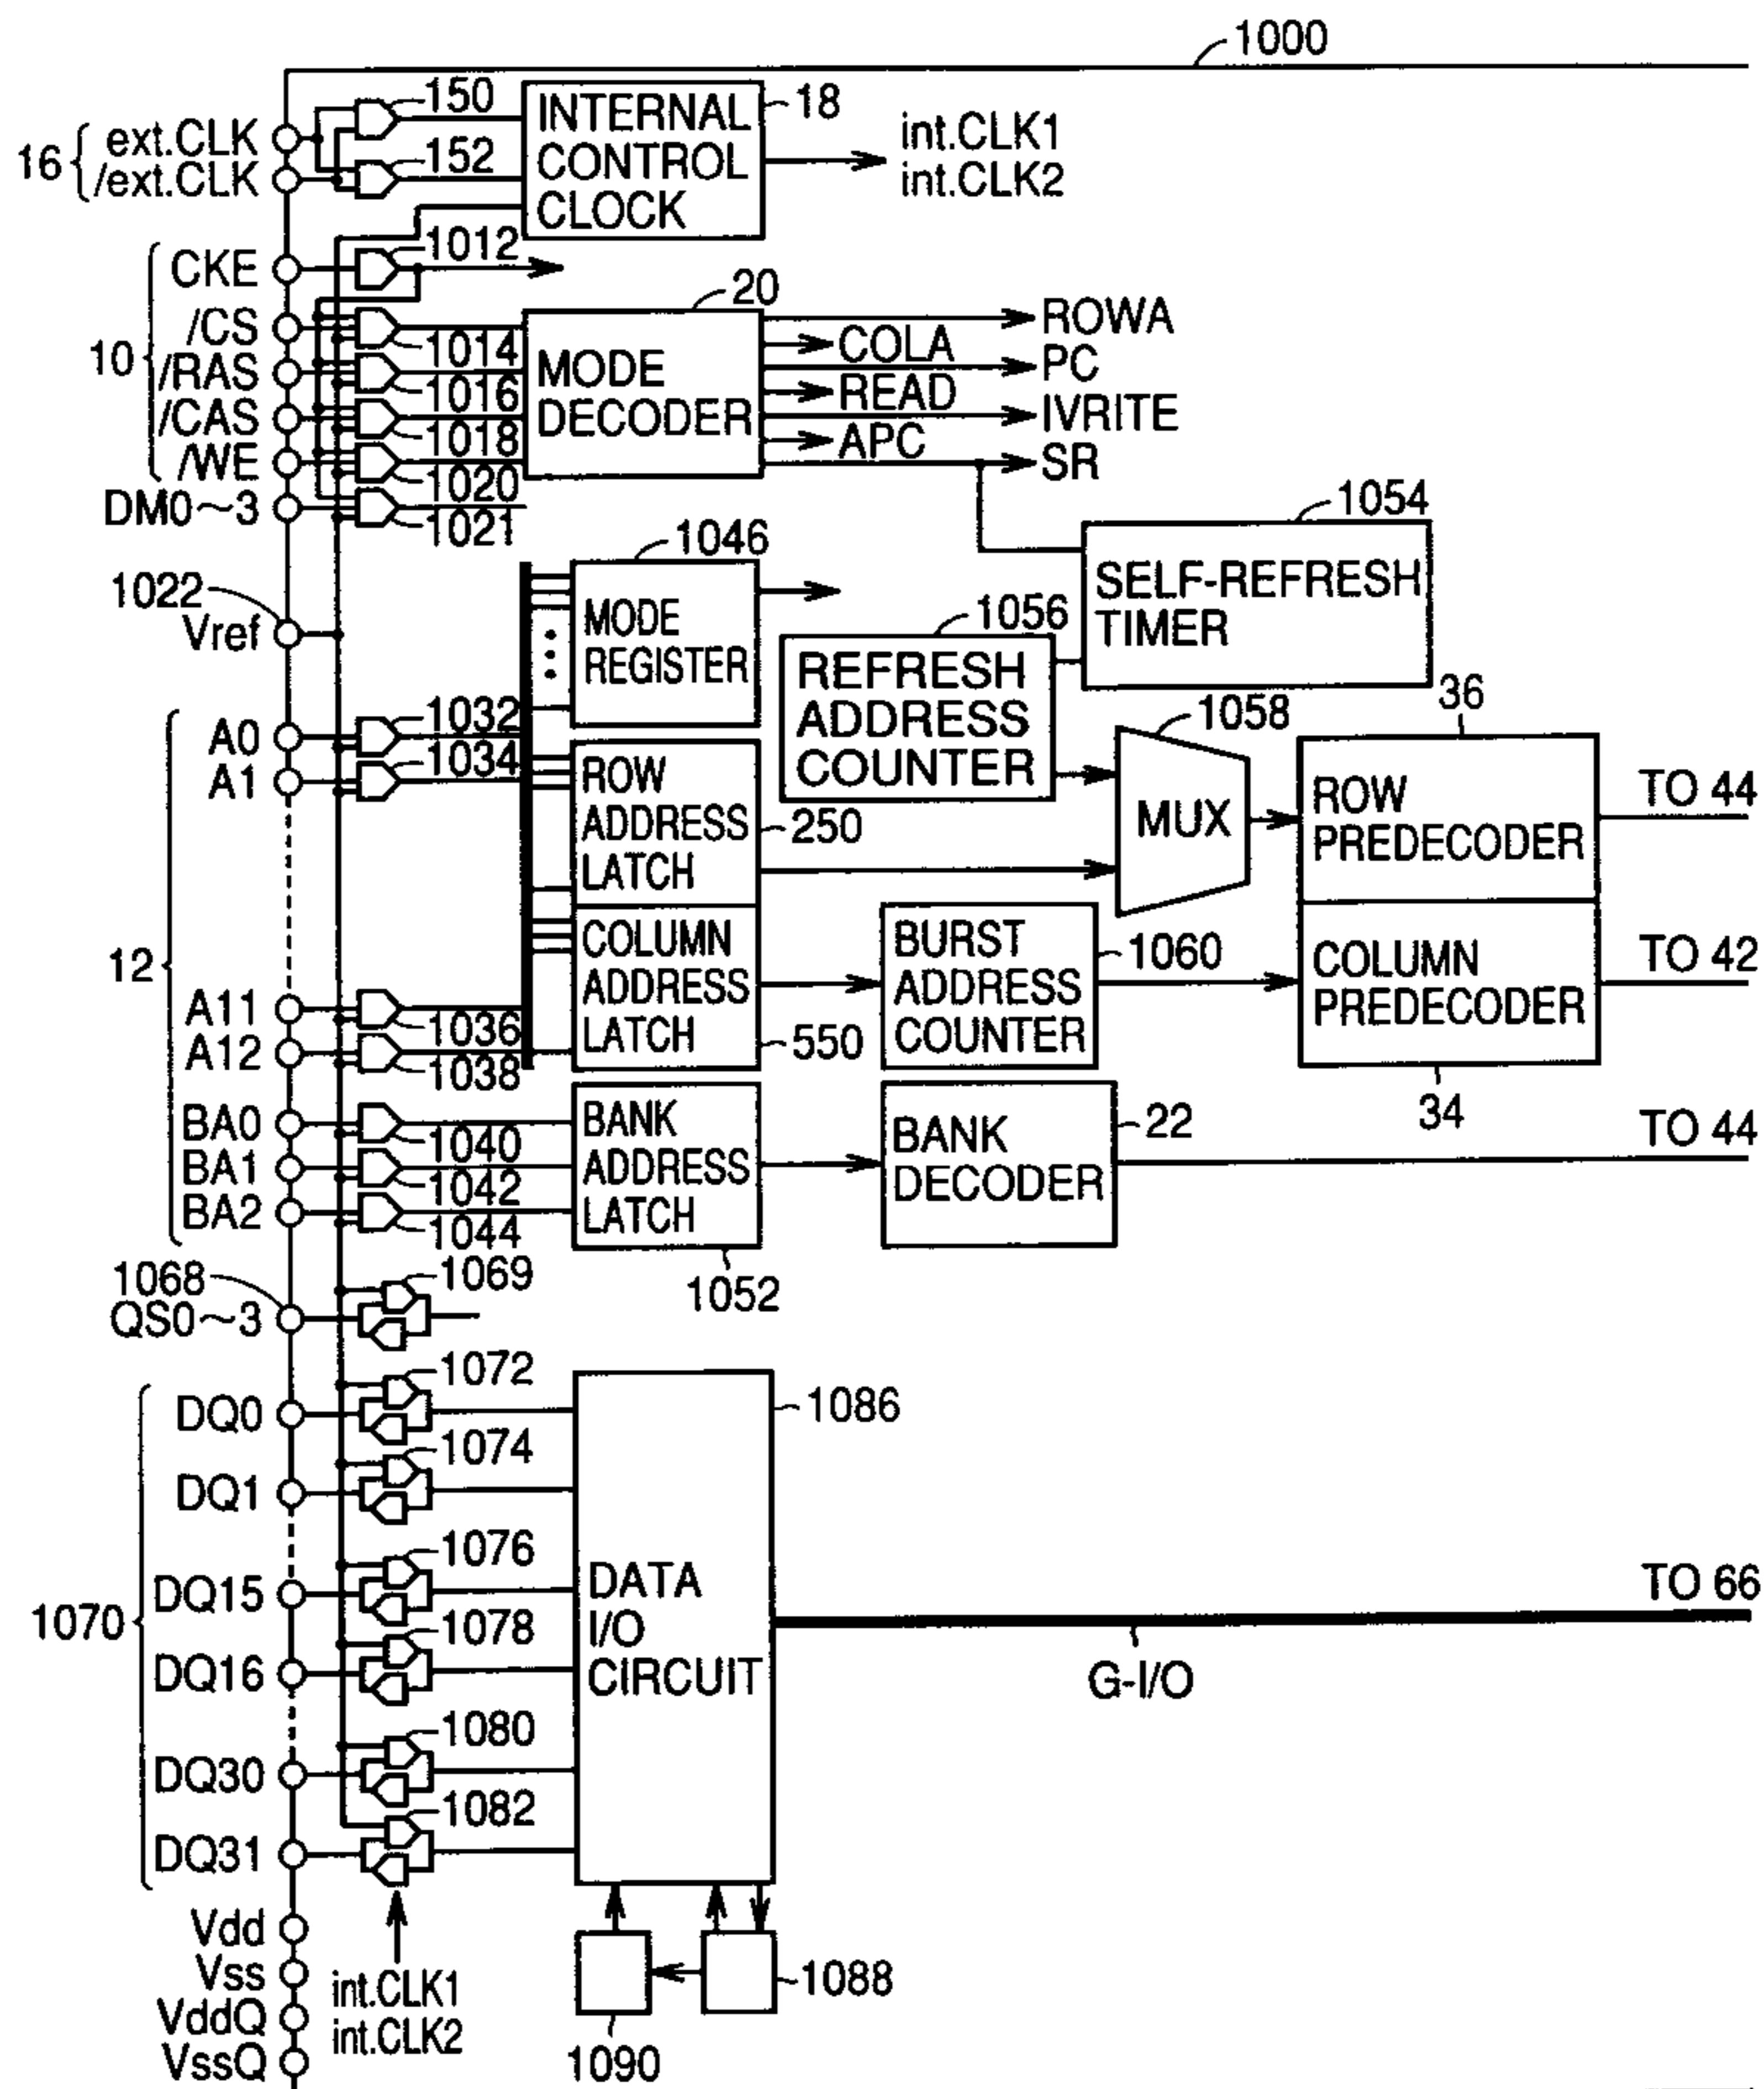 1000
150
16
ext.CLK
/ext.CLK
152
INTERNAL
CONTROL
CLOCK
18
int.CLK1
int.CLK2
10
CKE
1012
/CS
1014
/RAS
1016
/CAS
1018
/WE
1020
DM0~3
1021
20
MODE
DECODER
ROWA
COLA
PC
READ
IVRITE
APC
SR
1022
Vref
1046
MODE
REGISTER
1054
SELF-REFRESH
TIMER
1056
REFRESH
ADDRESS
COUNTER
12
A0
1032
A1
1034
ROW
ADDRESS
LATCH
250
1058
MUX
36
ROW
PREDECODER
TO 44
A11
1036
A12
1038
COLUMN
ADDRESS
LATCH
550
BURST
ADDRESS
COUNTER
1060
COLUMN
PREDECODER
34
TO 42
BA0
1040
BA1
1042
BA2
1044
BANK
ADDRESS
LATCH
1052
BANK
DECODER
22
TO 44
1068
QS0~3
1069
1070
DQ0
1072
DQ1
1074
DQ15
1076
DQ16
1078
DQ30
1080
DQ31
1082
DATA
I/O
CIRCUIT
1086
TO 66
G-I/O
Vdd
Vss
VddQ
VssQ
int.CLK1
int.CLK2
1090
1088